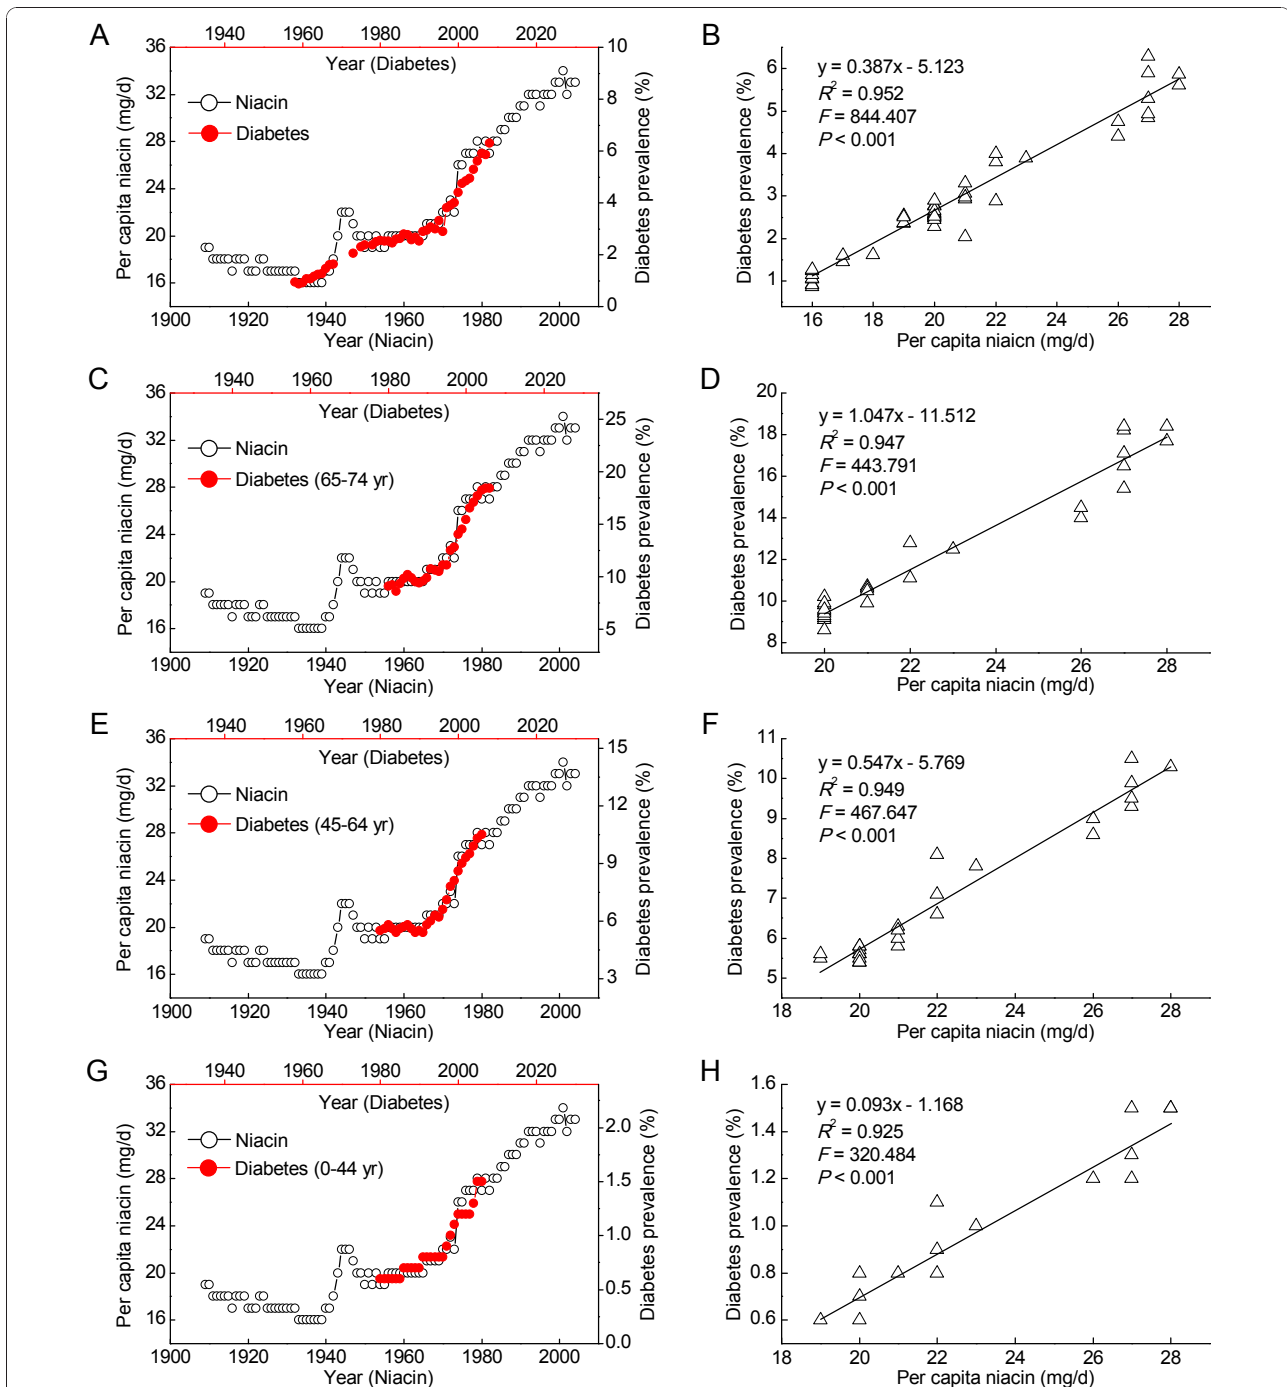 A
1940 1960 1980 2000 2020
Year (Diabetes)
Niacin
Diabetes
Per capita niacin (mg/d)
36
32
28
24
20
16
10
8
6
4
2
0
Diabetes prevalence (%)
1900 1920 1940 1960 1980 2000
Year (Niacin)
B
y = 0.387x - 5.123
R2 = 0.952
F = 844.407
P < 0.001
Diabetes prevalence (%)
6
5
4
3
2
1
16 18 20 22 24 26 28
Per capita niaicn (mg/d)
C
1940 1960 1980 2000 2020
Year (Diabetes)
Niacin
Diabetes (65-74 yr)
Per capita niacin (mg/d)
36
32
28
24
20
16
25
20
15
10
5
Diabetes prevalence (%)
1900 1920 1940 1960 1980 2000
Year (Niacin)
D
y = 1.047x - 11.512
R2 = 0.947
F = 443.791
P < 0.001
Diabetes prevalence (%)
20
18
16
14
12
10
8
20 22 24 26 28
Per capita niacin (mg/d)
E
1940 1960 1980 2000 2020
Year (Diabetes)
Niacin
Diabetes (45-64 yr)
Per capita niacin (mg/d)
36
32
28
24
20
16
15
12
9
6
3
Diabetes prevalence (%)
1900 1920 1940 1960 1980 2000
Year (Niacin)
F
y = 0.547x - 5.769
R2 = 0.949
F = 467.647
P < 0.001
Diabetes prevalence (%)
11
10
9
8
7
6
5
18 20 22 24 26 28
Per capita niacin (mg/d)
G
1940 1960 1980 2000 2020
Year (Diabetes)
Niacin
Diabetes (0-44 yr)
Per capita niacin (mg/d)
36
32
28
24
20
16
2.0
1.5
1.0
0.5
0.0
Diabetes prevalence (%)
1900 1920 1940 1960 1980 2000
Year (Niacin)
H
y = 0.093x - 1.168
R2 = 0.925
F = 320.484
P < 0.001
Diabetes prevalence (%)
1.6
1.4
1.2
1.0
0.8
0.6
18 20 22 24 26 28
Per capita niacin (mg/d)